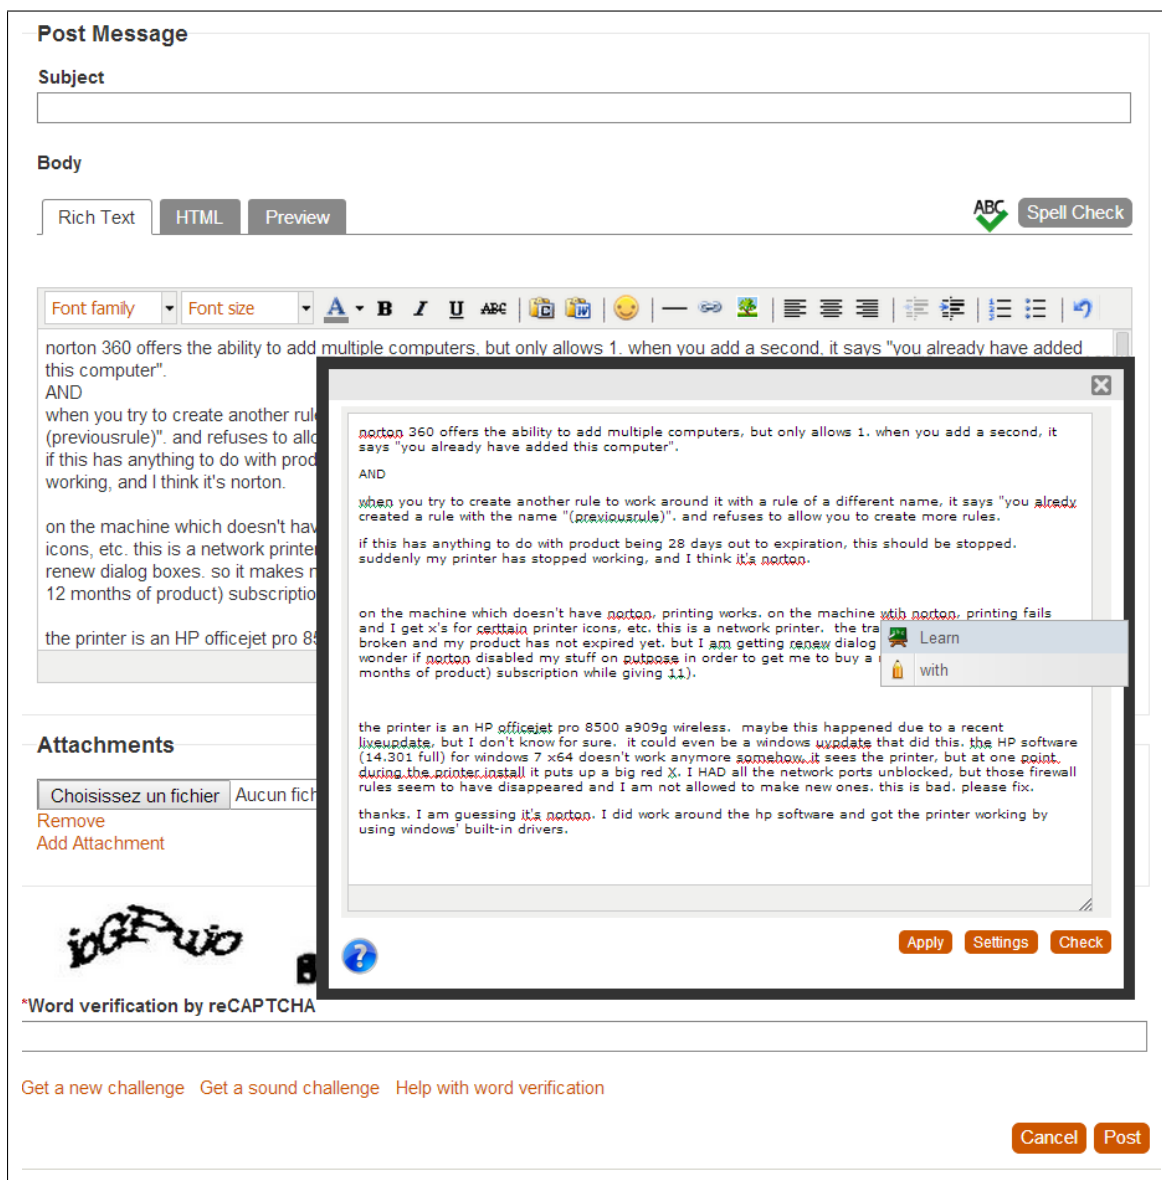 Post Message
Subject
Body
Rich Text HTML Preview ABC Spell Check
Font family Font size A B I U ABC
norton 360 offers the ability to add multiple computers, but only allows 1. when you add a second, it says "you already have added
this computer".
AND
when you try to create another rul
(previousrule)". and refuses to allo
if this has anything to do with prod
working, and I think it's norton.
on the machine which doesn't hav
icons, etc. this is a network printer
renew dialog boxes. so it makes
12 months of product) subscriptio
the printer is an HP officejet pro 85
norton 360 offers the ability to add multiple computers, but only allows 1. when you add a second, it
says "you already have added this computer".
AND
when you try to create another rule to work around it with a rule of a different name, it says "you alredy
created a rule with the name "(previousrule)". and refuses to allow you to create more rules.
if this has anything to do with product being 28 days out to expiration, this should be stopped.
suddenly my printer has stopped working, and I think it's norton.
on the machine which doesn't have norton, printing works. on the machine wtih norton, printing fails
and I get x's for certtain printer icons, etc. this is a network printer. the tra
broken and my product has not expired yet. but I am getting renew dialog
wonder if norton disabled my stuff on putpose in order to get me to buy a
months of product) subscription while giving 11).
Learn
with
the printer is an HP officejet pro 8500 a909g wireless. maybe this happened due to a recent
liveupdate, but I don't know for sure. it could even be a windows uxpdate that did this. the HP software
(14.301 full) for windows 7 x64 doesn't work anymore somehow, it sees the printer, but at one point,
during the printer install it puts up a big red X. I HAD all the network ports unblocked, but those firewall
rules seem to have disappeared and I am not allowed to make new ones. this is bad. please fix.
thanks. I am guessing it's norton. I did work around the hp software and got the printer working by
using windows' built-in drivers.
Apply Settings Check
Attachments
Choisissez un fichier Aucun fich
Remove
Add Attachment
*Word verification by reCAPTCHA
Get a new challenge Get a sound challenge Help with word verification
Cancel Post